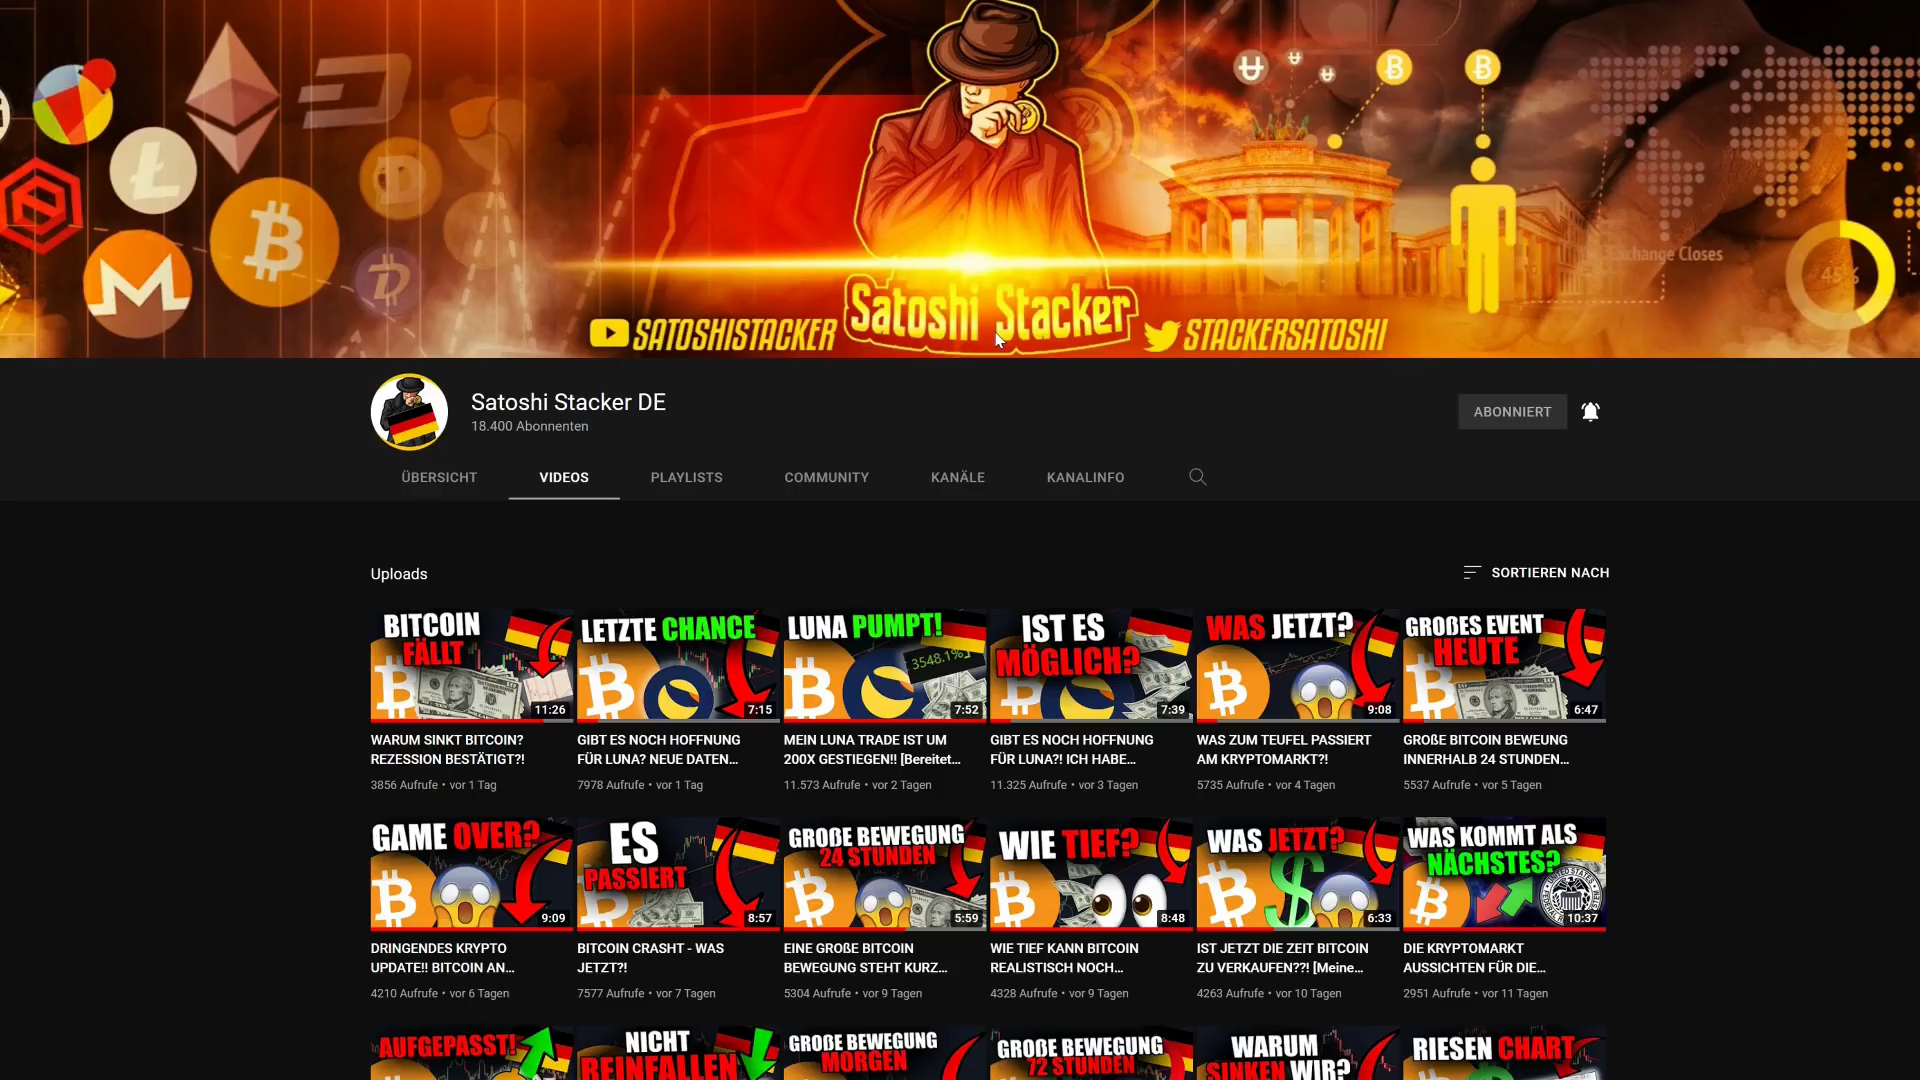 Exchange Closes
45%
Satoshi Stacker
SATOSHISTACKER
STACKERSATOSHI
Satoshi Stacker DE
18.400 Abonnenten
ABONNIERT
ÜBERSICHT
VIDEOS
PLAYLISTS
COMMUNITY
KANÄLE
KANALINFO
Uploads
SORTIEREN NACH
BITCOIN
FÄLLT
11:26
LETZTE CHANCE
7:15
LUNA PUMPT!
3548.1%
7:52
IST ES
MÖGLICH?
7:39
WAS JETZT?
9:08
GROßES EVENT
HEUTE
6:47
WARUM SINKT BITCOIN?
REZESSION BESTÄTIGT?!
3856 Aufrufe • vor 1 Tag
GIBT ES NOCH HOFFNUNG
FÜR LUNA? NEUE DATEN...
7978 Aufrufe • vor 1 Tag
MEIN LUNA TRADE IST UM
200X GESTIEGEN!! [Bereitet...
11.573 Aufrufe • vor 2 Tagen
GIBT ES NOCH HOFFNUNG
FÜR LUNA?! ICH HABE...
11.325 Aufrufe • vor 3 Tagen
WAS ZUM TEUFEL PASSIERT
AM KRYPTOMARKT?!
5735 Aufrufe • vor 4 Tagen
GROßE BITCOIN BEWEUNG
INNERHALB 24 STUNDEN...
5537 Aufrufe • vor 5 Tagen
GAME OVER?
9:09
ES
PASSIERT
8:57
GROßE BEWEGUNG
24 STUNDEN
5:59
WIE TIEF?
8:48
WAS JETZT?
6:33
WAS KOMMT ALS
NÄCHSTES?
10:37
DRINGENDES KRYPTO
UPDATE!! BITCOIN AN...
4210 Aufrufe • vor 6 Tagen
BITCOIN CRASHT - WAS
JETZT?!
7577 Aufrufe • vor 7 Tagen
EINE GROßE BITCOIN
BEWEGUNG STEHT KURZ...
5304 Aufrufe • vor 9 Tagen
WIE TIEF KANN BITCOIN
REALISTISCH NOCH...
4328 Aufrufe • vor 9 Tagen
IST JETZT DIE ZEIT BITCOIN
ZU VERKAUFEN??! [Meine...
4263 Aufrufe • vor 10 Tagen
DIE KRYPTOMARKT
AUSSICHTEN FÜR DIE...
2951 Aufrufe • vor 11 Tagen
AUFGEPASST!
NICHT
REINFALLEN
GROßE BEWEGUNG
MORGEN
GROßE BEWEGUNG
72 STUNDEN
WARUM
SINKEN WIR?
RIESEN CHART